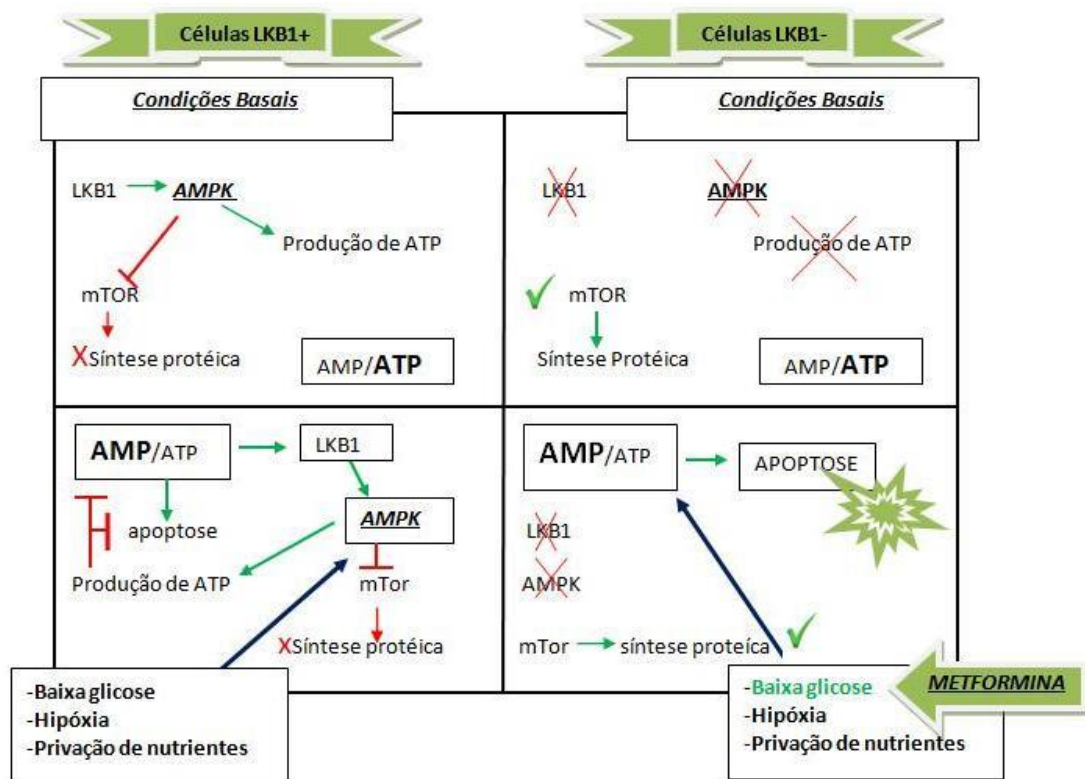 Células LKB1+
Condições Basais
LKB1
AMPK
Produção de ATP
mTOR
XSíntese protéica
AMP/ATP
Células LKB1-
Condições Basais
LKB1
AMPK
Produção de ATP
mTOR
Síntese Protéica
AMP/ATP
AMP/ATP
LKB1
apoptose
AMPK
Produção de ATP
mTor
XSíntese protéica
-Baixa glicose
-Hipóxia
-Privação de nutrientes
AMP/ATP
APOPTOSE
LKB1
AMPK
mTor
síntese proteíca
-Baixa glicose
-Hipóxia
-Privação de nutrientes
METFORMINA